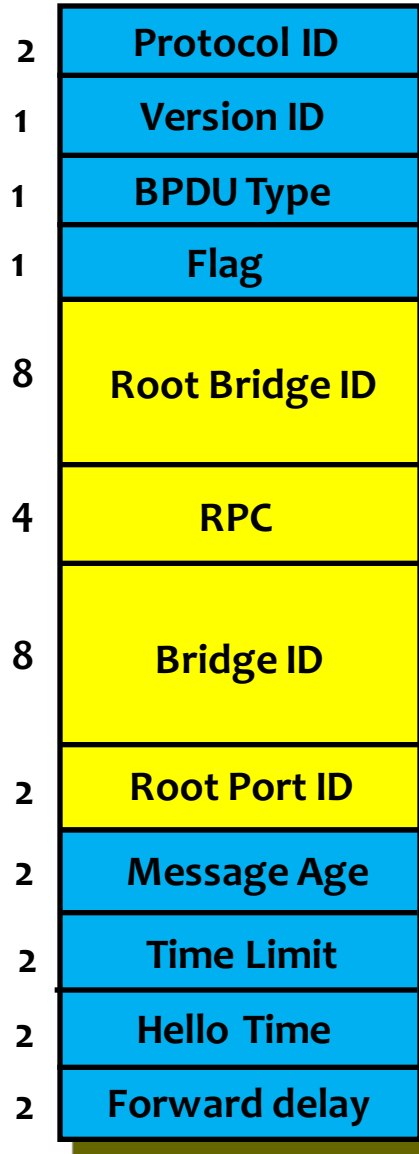 2 Protocol ID
1 Version ID
1 BPDU Type
1 Flag
8 Root Bridge ID
4 RPC
8 Bridge ID
2 Root Port ID
2 Message Age
2 Time Limit
2 Hello Time
2 Forward delay